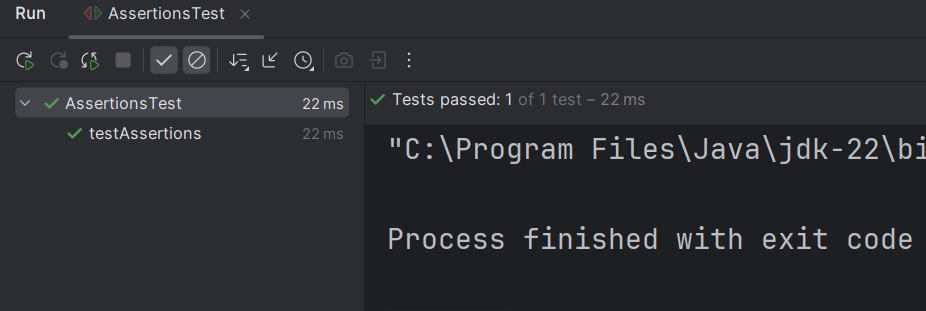 Run AssertionsTest
AssertionsTest 22 ms
testAssertions 22 ms
Tests passed: 1 of 1 test – 22 ms
"C:\Program Files\Java\jdk-22\bi
Process finished with exit code